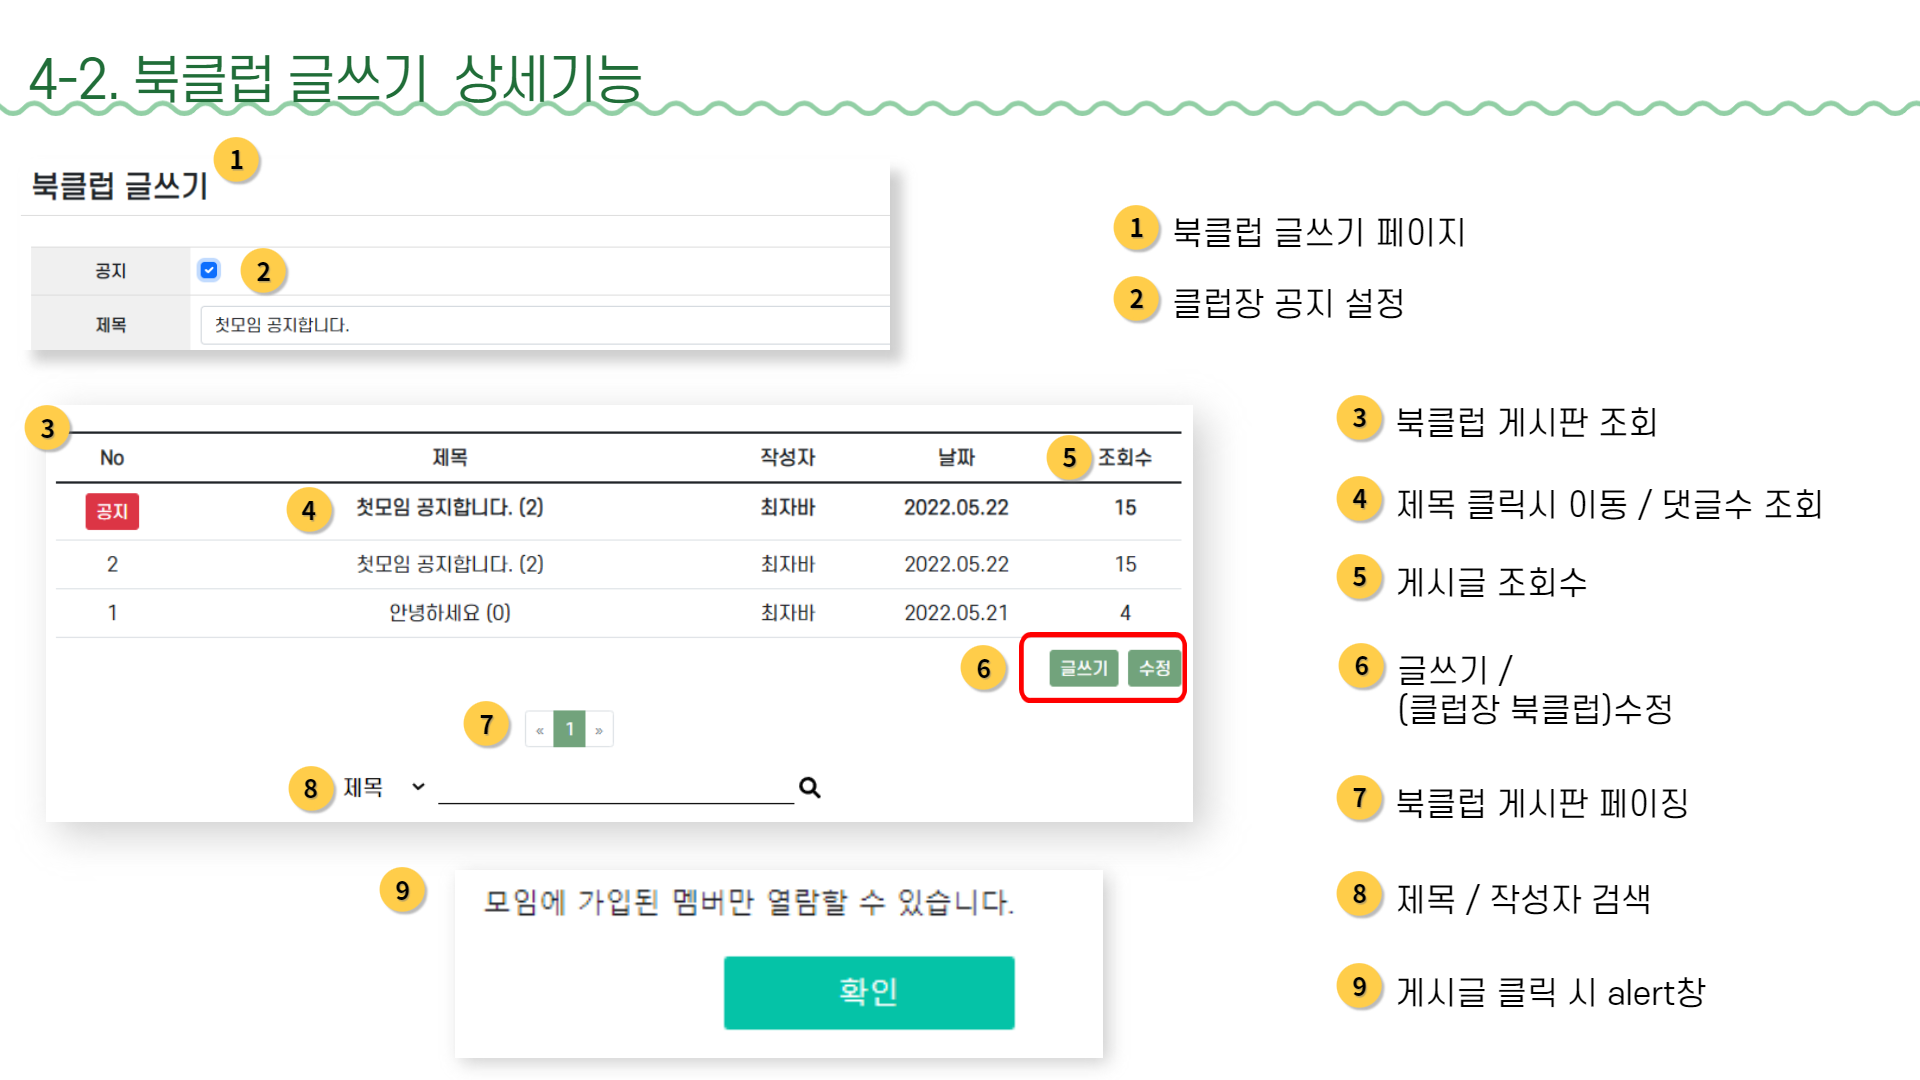 4-2. 북클럽 글쓰기 상세기능
1
북클럽 글쓰기
공지
2
제목 첫모임 공지합니다.
1 북클럽 글쓰기 페이지
2 클럽장 공지 설정
3
No 제목 작성자 날짜 5 조회수
공지 4 첫모임 공지합니다. (2) 최자바 2022.05.22 15
2 첫모임 공지합니다. (2) 최자바 2022.05.22 15
1 안녕하세요 (0) 최자바 2022.05.21 4
6 글쓰기 수정
7 « 1 »
8 제목
9 모임에 가입된 멤버만 열람할 수 있습니다.
확인
3 북클럽 게시판 조회
4 제목 클릭시 이동 / 댓글수 조회
5 게시글 조회수
6 글쓰기 /
(클럽장 북클럽)수정
7 북클럽 게시판 페이징
8 제목 / 작성자 검색
9 게시글 클릭 시 alert창